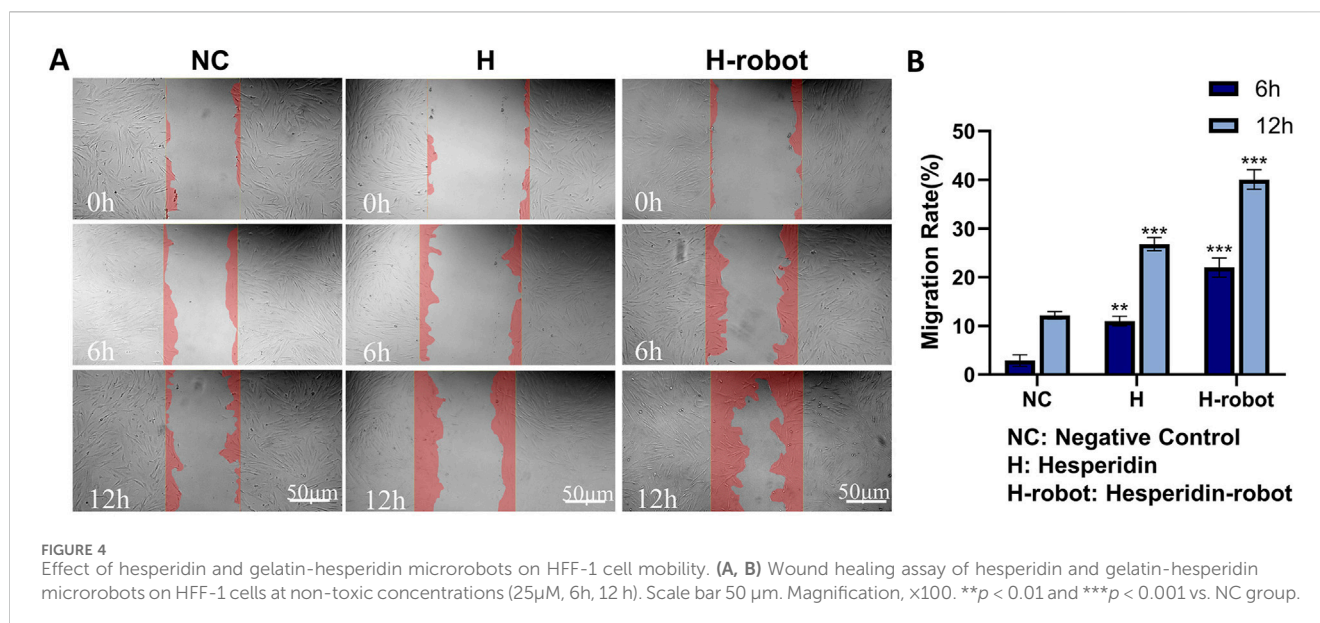 A
NC
H
H-robot
0h
0h
0h
6h
6h
6h
12h
50μm
12h
50μm
12h
50μm
B
6h
12h
Migration Rate(%)
50
40
30
20
10
0
**
***
***
***
NC
H
H-robot
NC: Negative Control
H: Hesperidin
H-robot: Hesperidin-robot
FIGURE 4
Effect of hesperidin and gelatin-hesperidin microrobots on HFF-1 cell mobility. (A, B) Wound healing assay of hesperidin and gelatin-hesperidin
microrobots on HFF-1 cells at non-toxic concentrations (25μM, 6h, 12 h). Scale bar 50 μm. Magnification, ×100. **p < 0.01 and ***p < 0.001 vs. NC group.